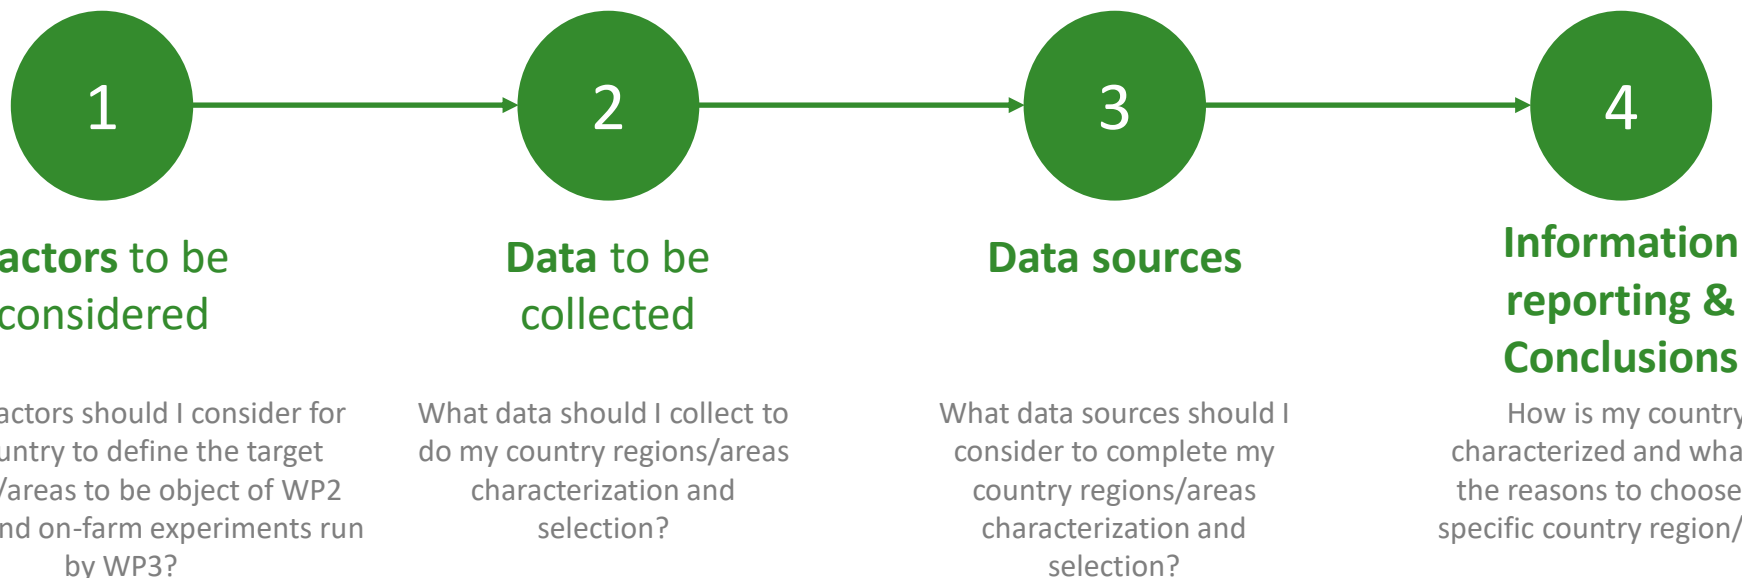 1
2
3
4
actors to be
considered
Data to be
collected
Data sources
Information
reporting &
Conclusions
actors should I consider for
untry to define the target
/areas to be object of WP2
nd on-farm experiments run
by WP3?
What data should I collect to
do my country regions/areas
characterization and
selection?
What data sources should I
consider to complete my
country regions/areas
characterization and
selection?
How is my country
characterized and wha
the reasons to choose
specific country region/